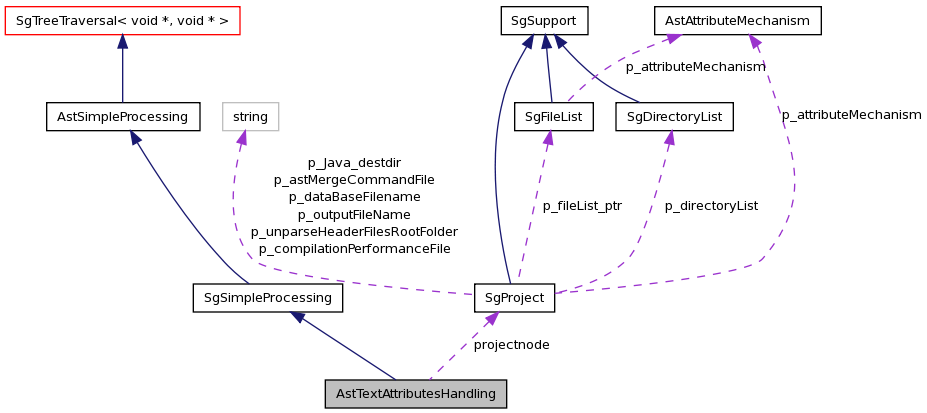 SgTreeTraversal< void *, void * >
SgSupport
AstAttributeMechanism
p_attributeMechanism
AstSimpleProcessing
string
SgFileList
SgDirectoryList
p_attributeMechanism
p_Java_destdir
p_astMergeCommandFile
p_dataBaseFilename
p_outputFileName
p_unparseHeaderFilesRootFolder
p_compilationPerformanceFile
p_fileList_ptr
p_directoryList
SgSimpleProcessing
SgProject
projectnode
AstTextAttributesHandling